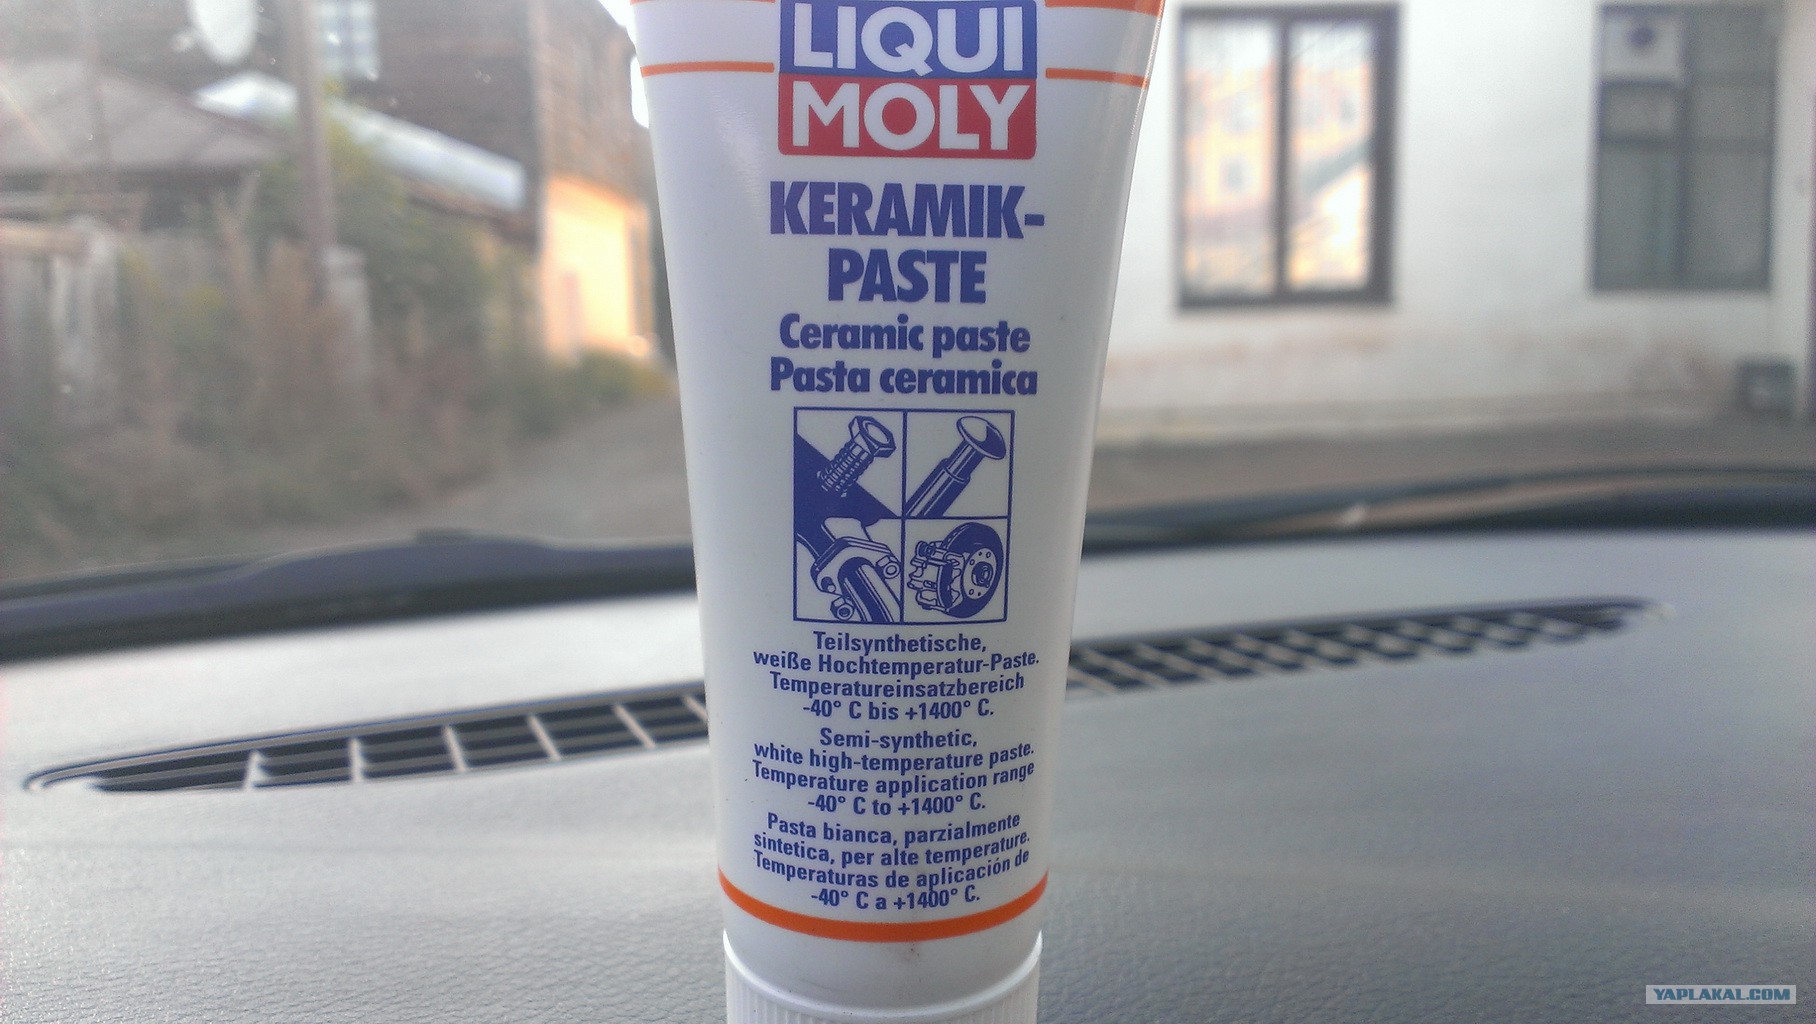 LIQUI
MOLY
KERAMIK-
PASTE
Ceramic paste
Pasta ceramica
Teilsynthetische,
weiße Hochtemperatur-Paste.
Temperatureinsatzbereich
-40° C bis +1400° C.
Semi-synthetic,
white high-temperature paste.
Temperature application range
-40° C to +1400° C.
Pasta bianca, parzialmente
sintetica, per alte temperature.
Temperaturas de aplicación de
-40° C a +1400° C.
YAPLAKAL.COM